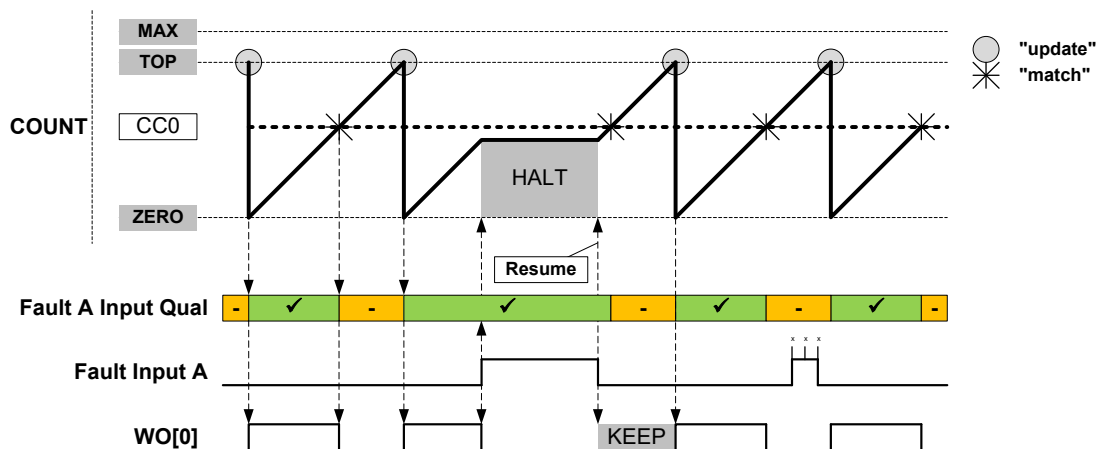 MAX
TOP
"update"
"match"
COUNT
CC0
HALT
ZERO
Resume
Fault A Input Qual
- ✓ - ✓ - ✓ - ✓ -
x x x
Fault Input A
WO[0]
KEEP